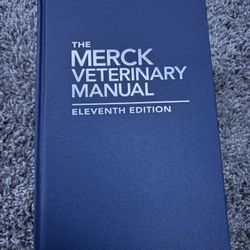 THE
MERCK
VETERINARY
MANUAL
ELEVENTH EDITION